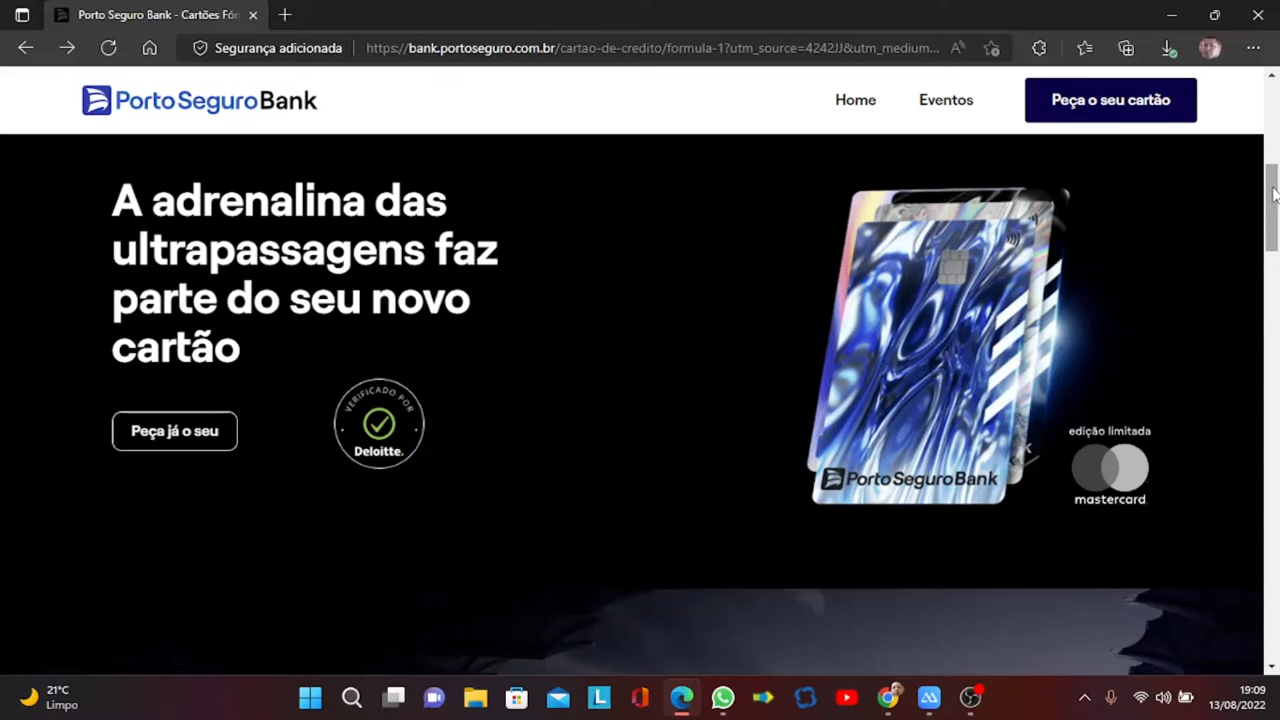 Porto Seguro Bank - Cartões Fór
Segurança adicionada
https://bank.portoseguro.com.br/cartao-de-credito/formula-1?utm_source=4242JJ&utm_medium...
PortoSeguroBank
Home
Eventos
Peça o seu cartão
A adrenalina das
ultrapassagens faz
parte do seu novo
cartão
Peça já o seu
VERIFICADO POR
Deloitte.
PortoSeguroBank
edição limitada
mastercard
21°C
Limpo
19:09
13/08/2022